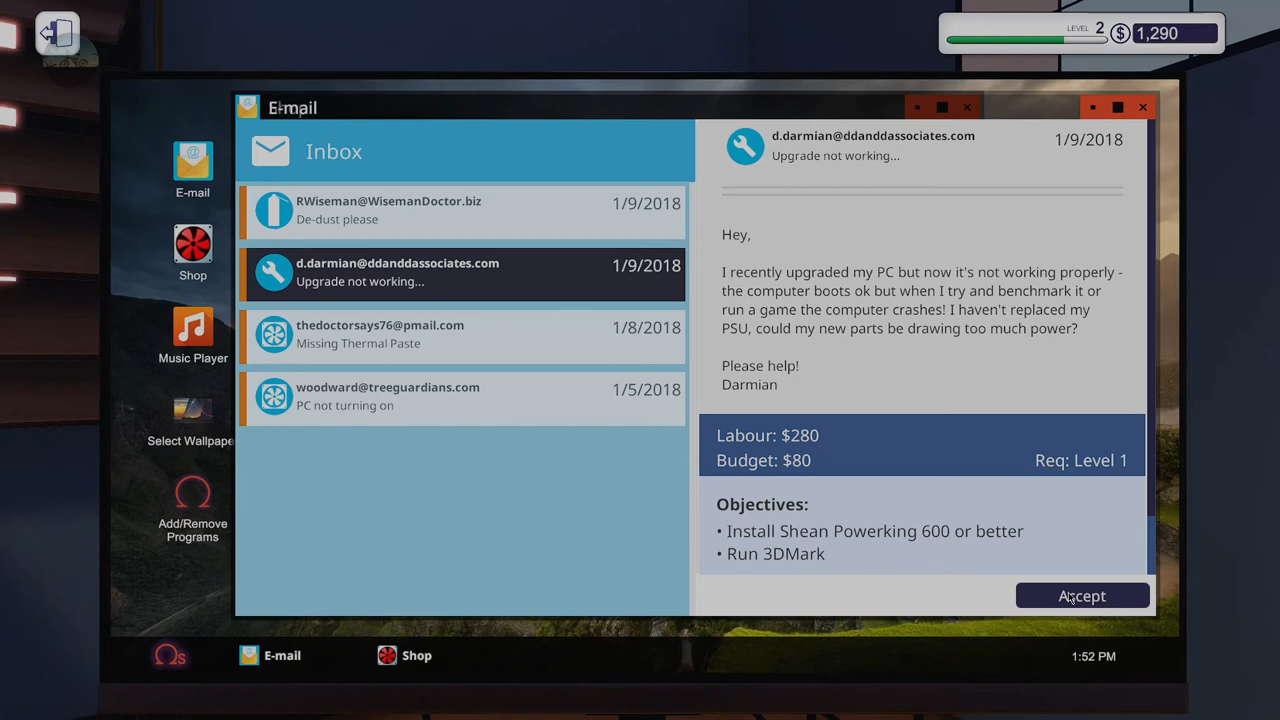 LEVEL 2
$ 1,290
E-mail
Inbox
RWiseman@WisemanDoctor.biz 1/9/2018
De-dust please
d.darmian@ddanddassociates.com 1/9/2018
Upgrade not working...
thedoctorsays76@pmail.com 1/8/2018
Missing Thermal Paste
woodward@treeguardians.com 1/5/2018
PC not turning on
d.darmian@ddanddassociates.com 1/9/2018
Upgrade not working...
Hey,
I recently upgraded my PC but now it's not working properly -
the computer boots ok but when I try and benchmark it or
run a game the computer crashes! I haven't replaced my
PSU, could my new parts be drawing too much power?
Please help!
Darmian
Labour: $280
Budget: $80 Req: Level 1
Objectives:
• Install Shean Powerking 600 or better
• Run 3DMark
Accept
E-mail
Shop
Music Player
Select Wallpape
Add/Remove
Programs
Ωs E-mail Shop 1:52 PM